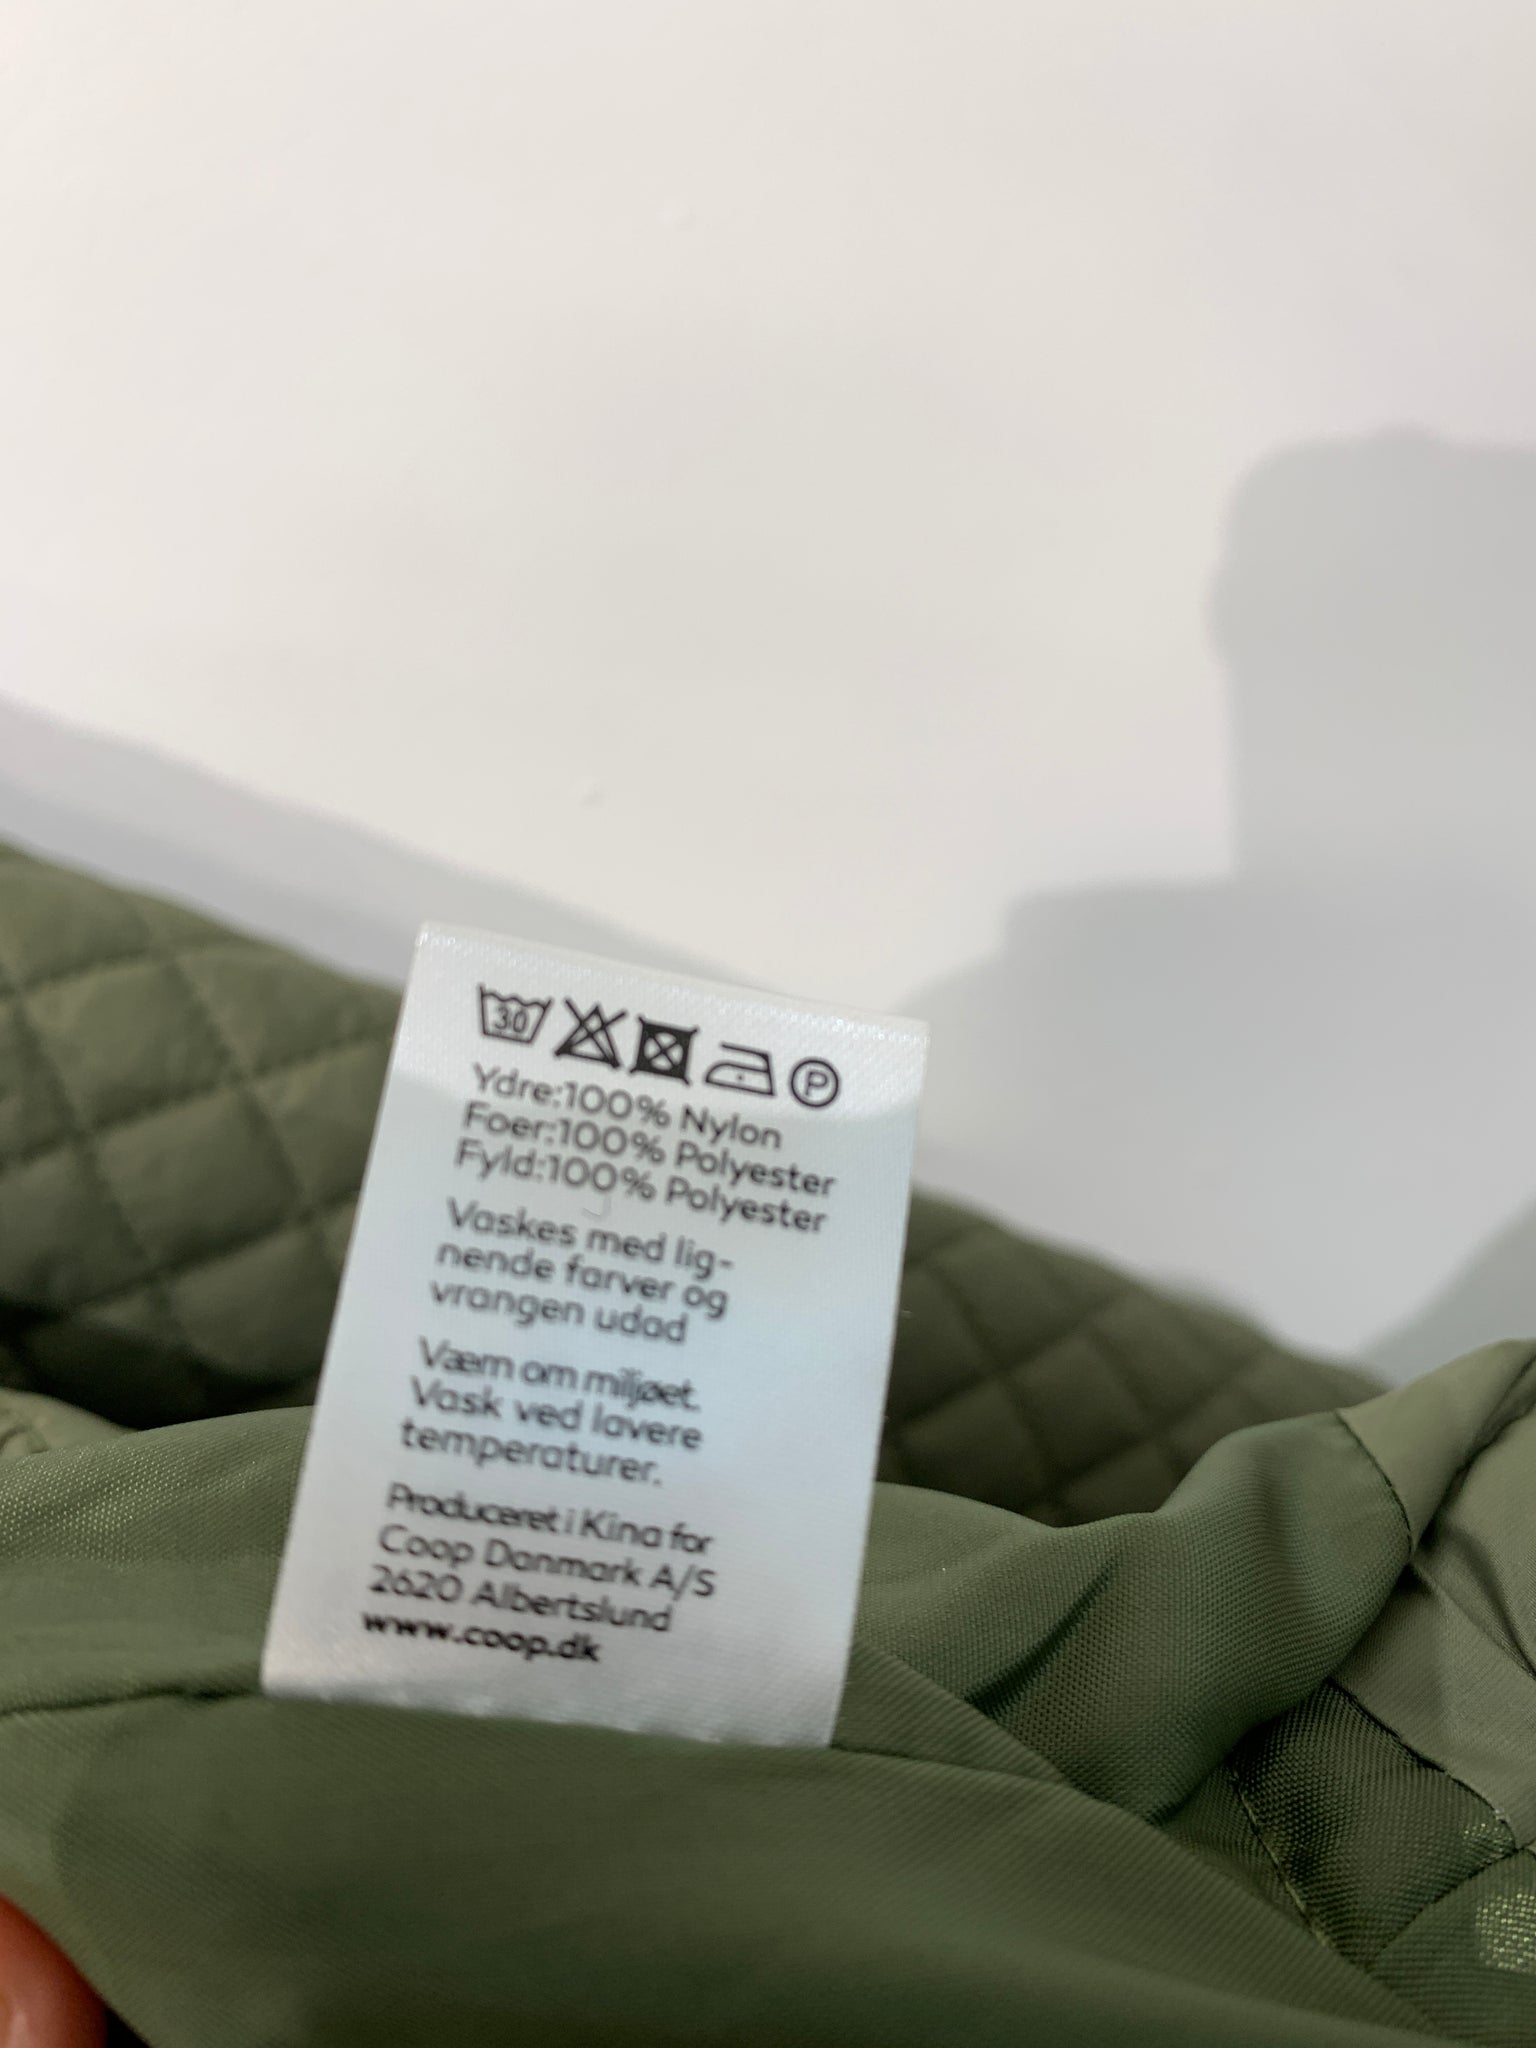 30 P
Ydre:100% Nylon
Foer:100% Polyester
Fyld:100% Polyester
Vaskes med lig-
nende farver og
vrangen udad
Værn om miljøet.
Vask ved lavere
temperaturer.
Produceret i Kina for
Coop Danmark A/S
2620 Albertslund
www.coop.dk